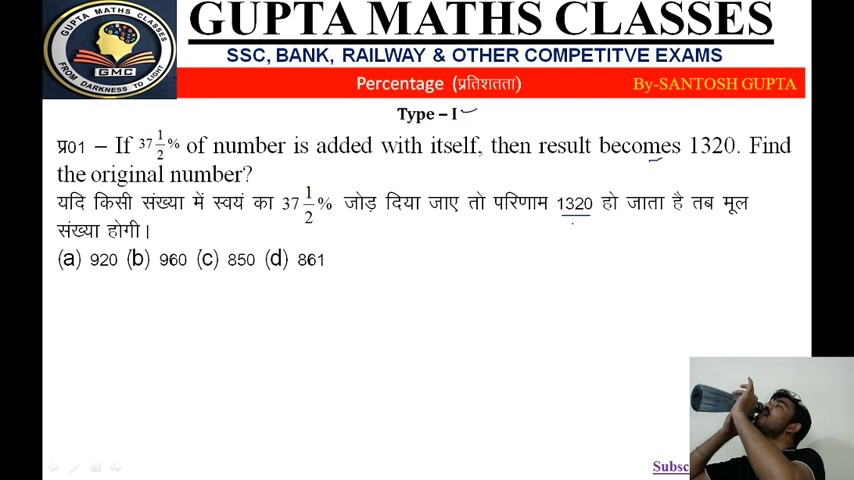 GUPTA MATHS CLASSES
GUPTA MATHS CLASSES
GMC
FROM DARKNESS TO LIGHT
SSC, BANK, RAILWAY & OTHER COMPETITVE EXAMS
Percentage (प्रतिशतता) By-SANTOSH GUPTA
Type – I
प्र01 – If 37 1/2 % of number is added with itself, then result becomes 1320. Find
the original number?
यदि किसी संख्या में स्वयं का 37 1/2 % जोड़ दिया जाए तो परिणाम 1320 हो जाता है तब मूल
संख्या होगी।
(a) 920 (b) 960 (c) 850 (d) 861
Subsc